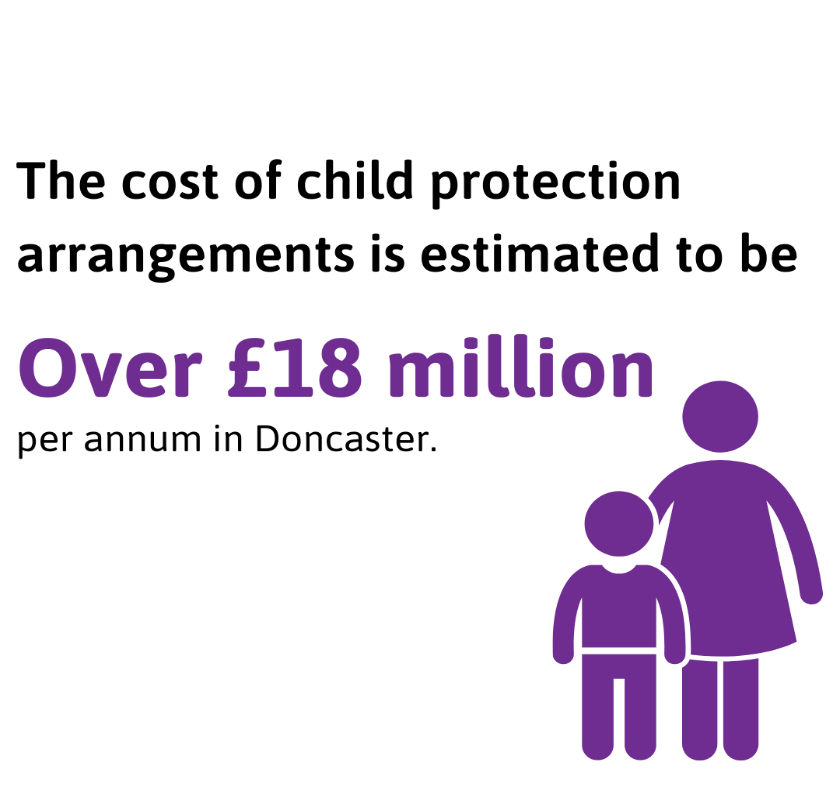 The cost of child protection
arrangements is estimated to be
Over £18 million
per annum in Doncaster.